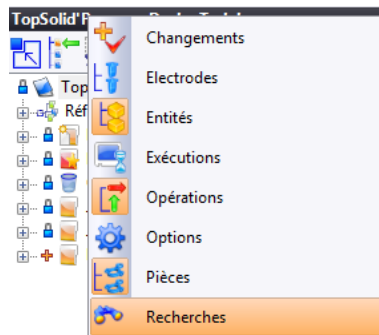 TopSolid'P
Changements
Electrodes
Top
Entités
Réf
Exécutions
Opérations
Options
Pièces
Recherches